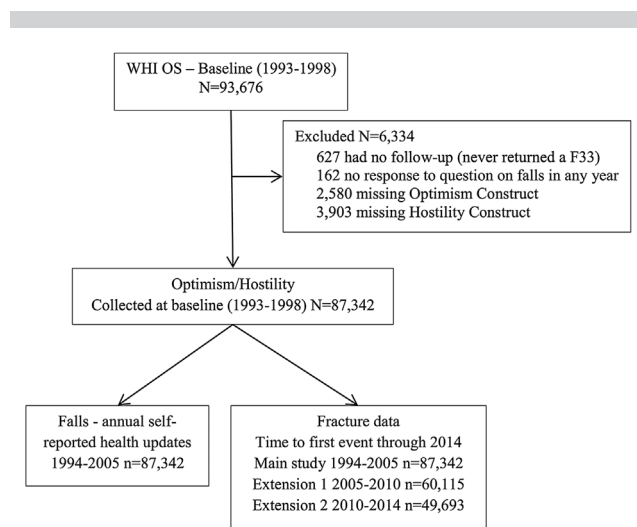 WHI OS – Baseline (1993-1998)
N=93,676
Excluded N=6,334
627 had no follow-up (never returned a F33)
162 no response to question on falls in any year
2,580 missing Optimism Construct
3,903 missing Hostility Construct
Optimism/Hostility
Collected at baseline (1993-1998) N=87,342
Falls - annual self-
reported health updates
1994-2005 n=87,342
Fracture data
Time to first event through 2014
Main study 1994-2005 n=87,342
Extension 1 2005-2010 n=60,115
Extension 2 2010-2014 n=49,693